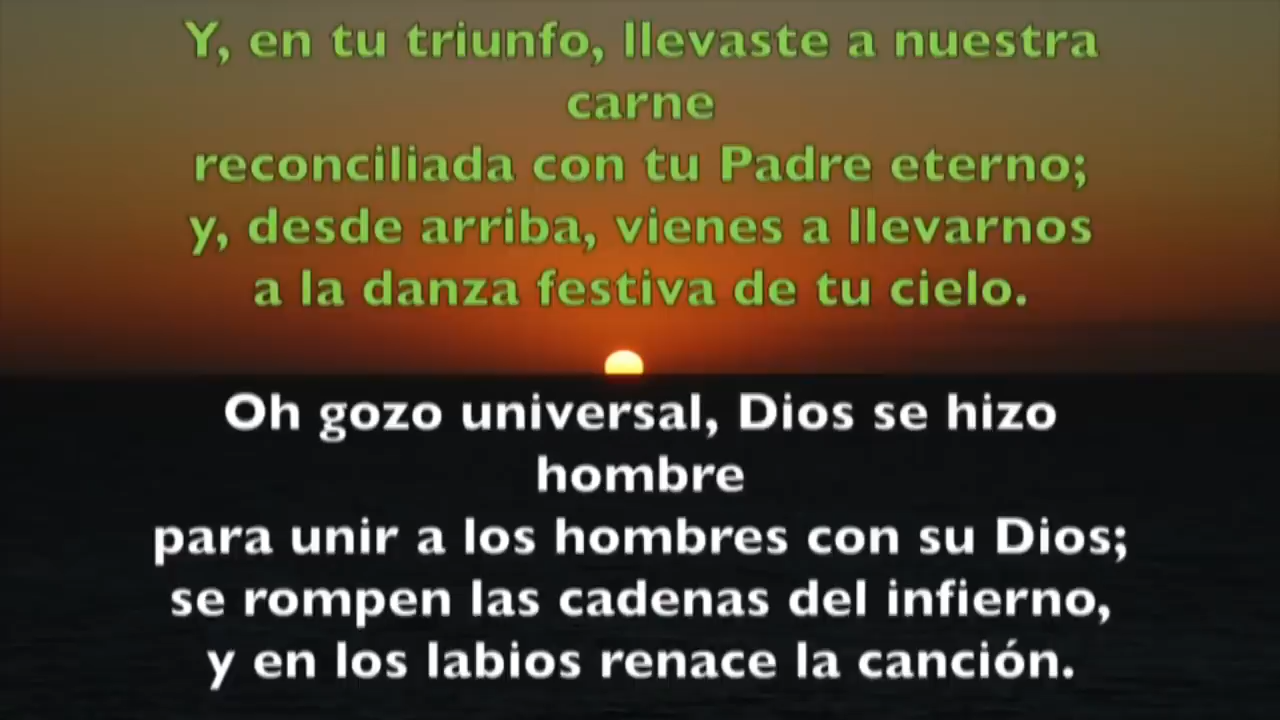 Y, en tu triunfo, llevaste a nuestra
carne
reconciliada con tu Padre eterno;
y, desde arriba, vienes a llevarnos
a la danza festiva de tu cielo.
Oh gozo universal, Dios se hizo
hombre
para unir a los hombres con su Dios;
se rompen las cadenas del infierno,
y en los labios renace la canción.